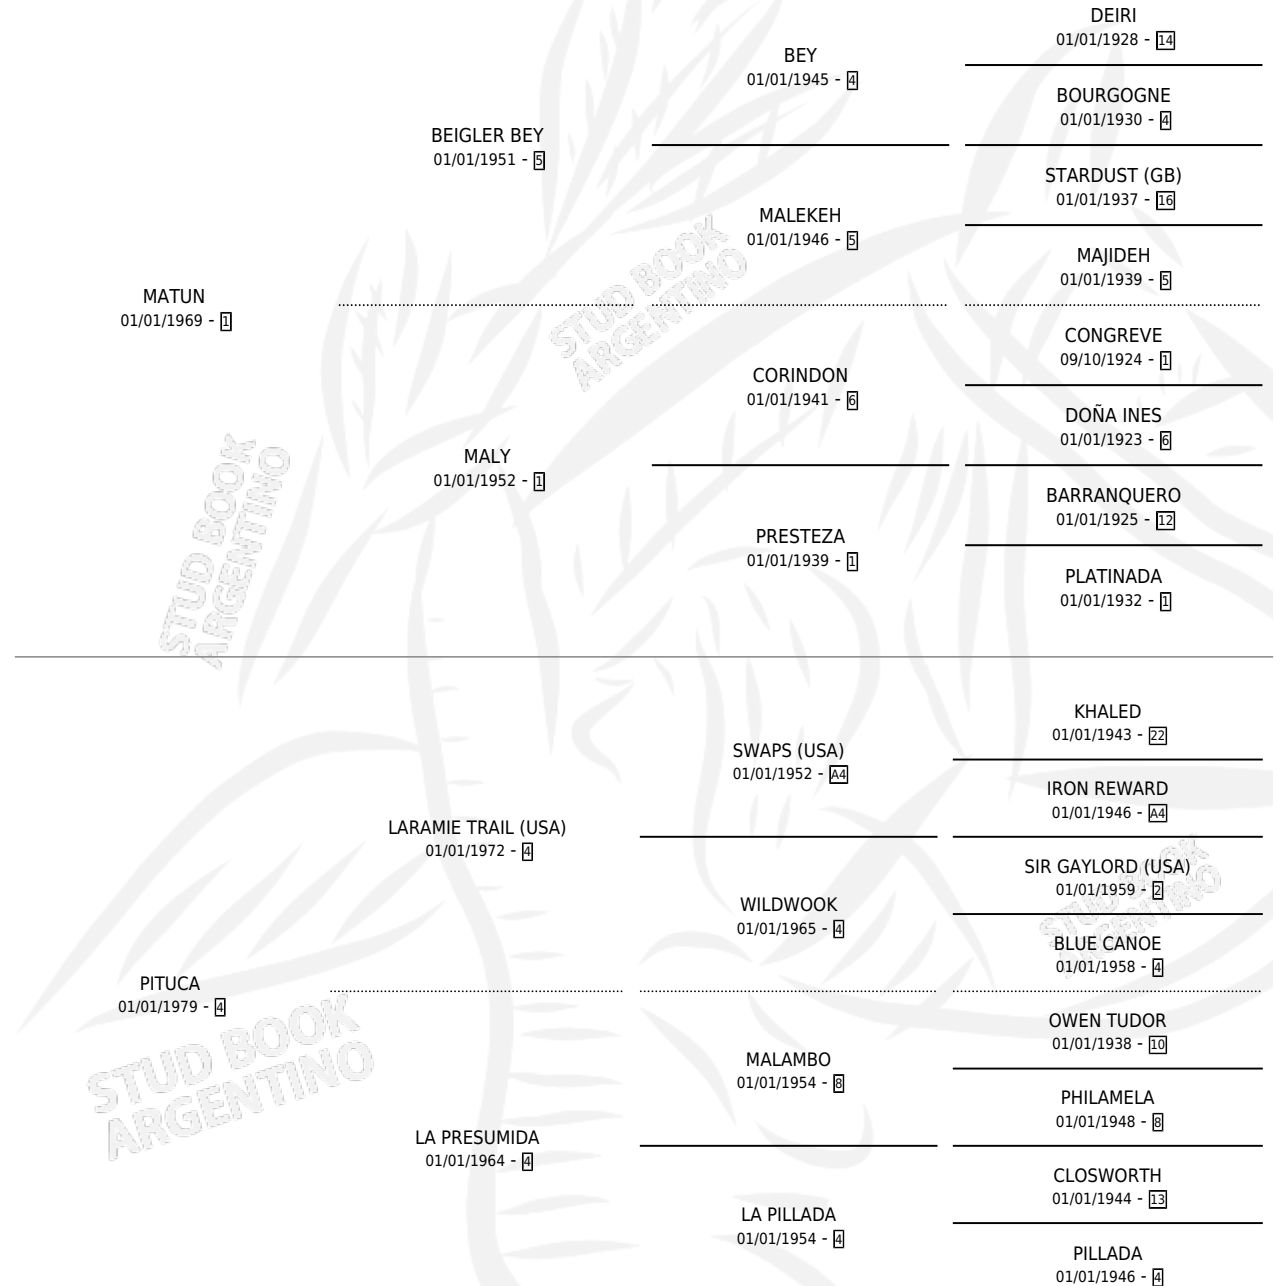 DEIRI
01/01/1928 - 14
BEY
01/01/1945 - 4
BOURGOGNE
01/01/1930 - 4
BEIGLER BEY
01/01/1951 - 5
STARDUST (GB)
01/01/1937 - 16
MALEKEH
01/01/1946 - 5
MAJIDEH
01/01/1939 - 5
MATUN
01/01/1969 - 1
CONGREVE
09/10/1924 - 1
CORINDON
01/01/1941 - 6
DOÑA INES
01/01/1923 - 6
MALY
01/01/1952 - 1
BARRANQUERO
01/01/1925 - 12
PRESTEZA
01/01/1939 - 1
PLATINADA
01/01/1932 - 1
KHALED
01/01/1943 - 22
SWAPS (USA)
01/01/1952 - A4
IRON REWARD
01/01/1946 - A4
LARAMIE TRAIL (USA)
01/01/1972 - 4
SIR GAYLORD (USA)
01/01/1959 - 2
WILDWOOK
01/01/1965 - 4
BLUE CANOE
01/01/1958 - 4
PITUCA
01/01/1979 - 4
OWEN TUDOR
01/01/1938 - 10
MALAMBO
01/01/1954 - 8
PHILAMELA
01/01/1948 - 8
LA PRESUMIDA
01/01/1964 - 4
CLOSWORTH
01/01/1944 - 13
LA PILLADA
01/01/1954 - 4
PILLADA
01/01/1946 - 4
STUD BOOK
ARGENTINO
STUD BOOK
ARGENTINO
STUD BOOK
ARGENTINO
STUD BOOK
ARGENTINO